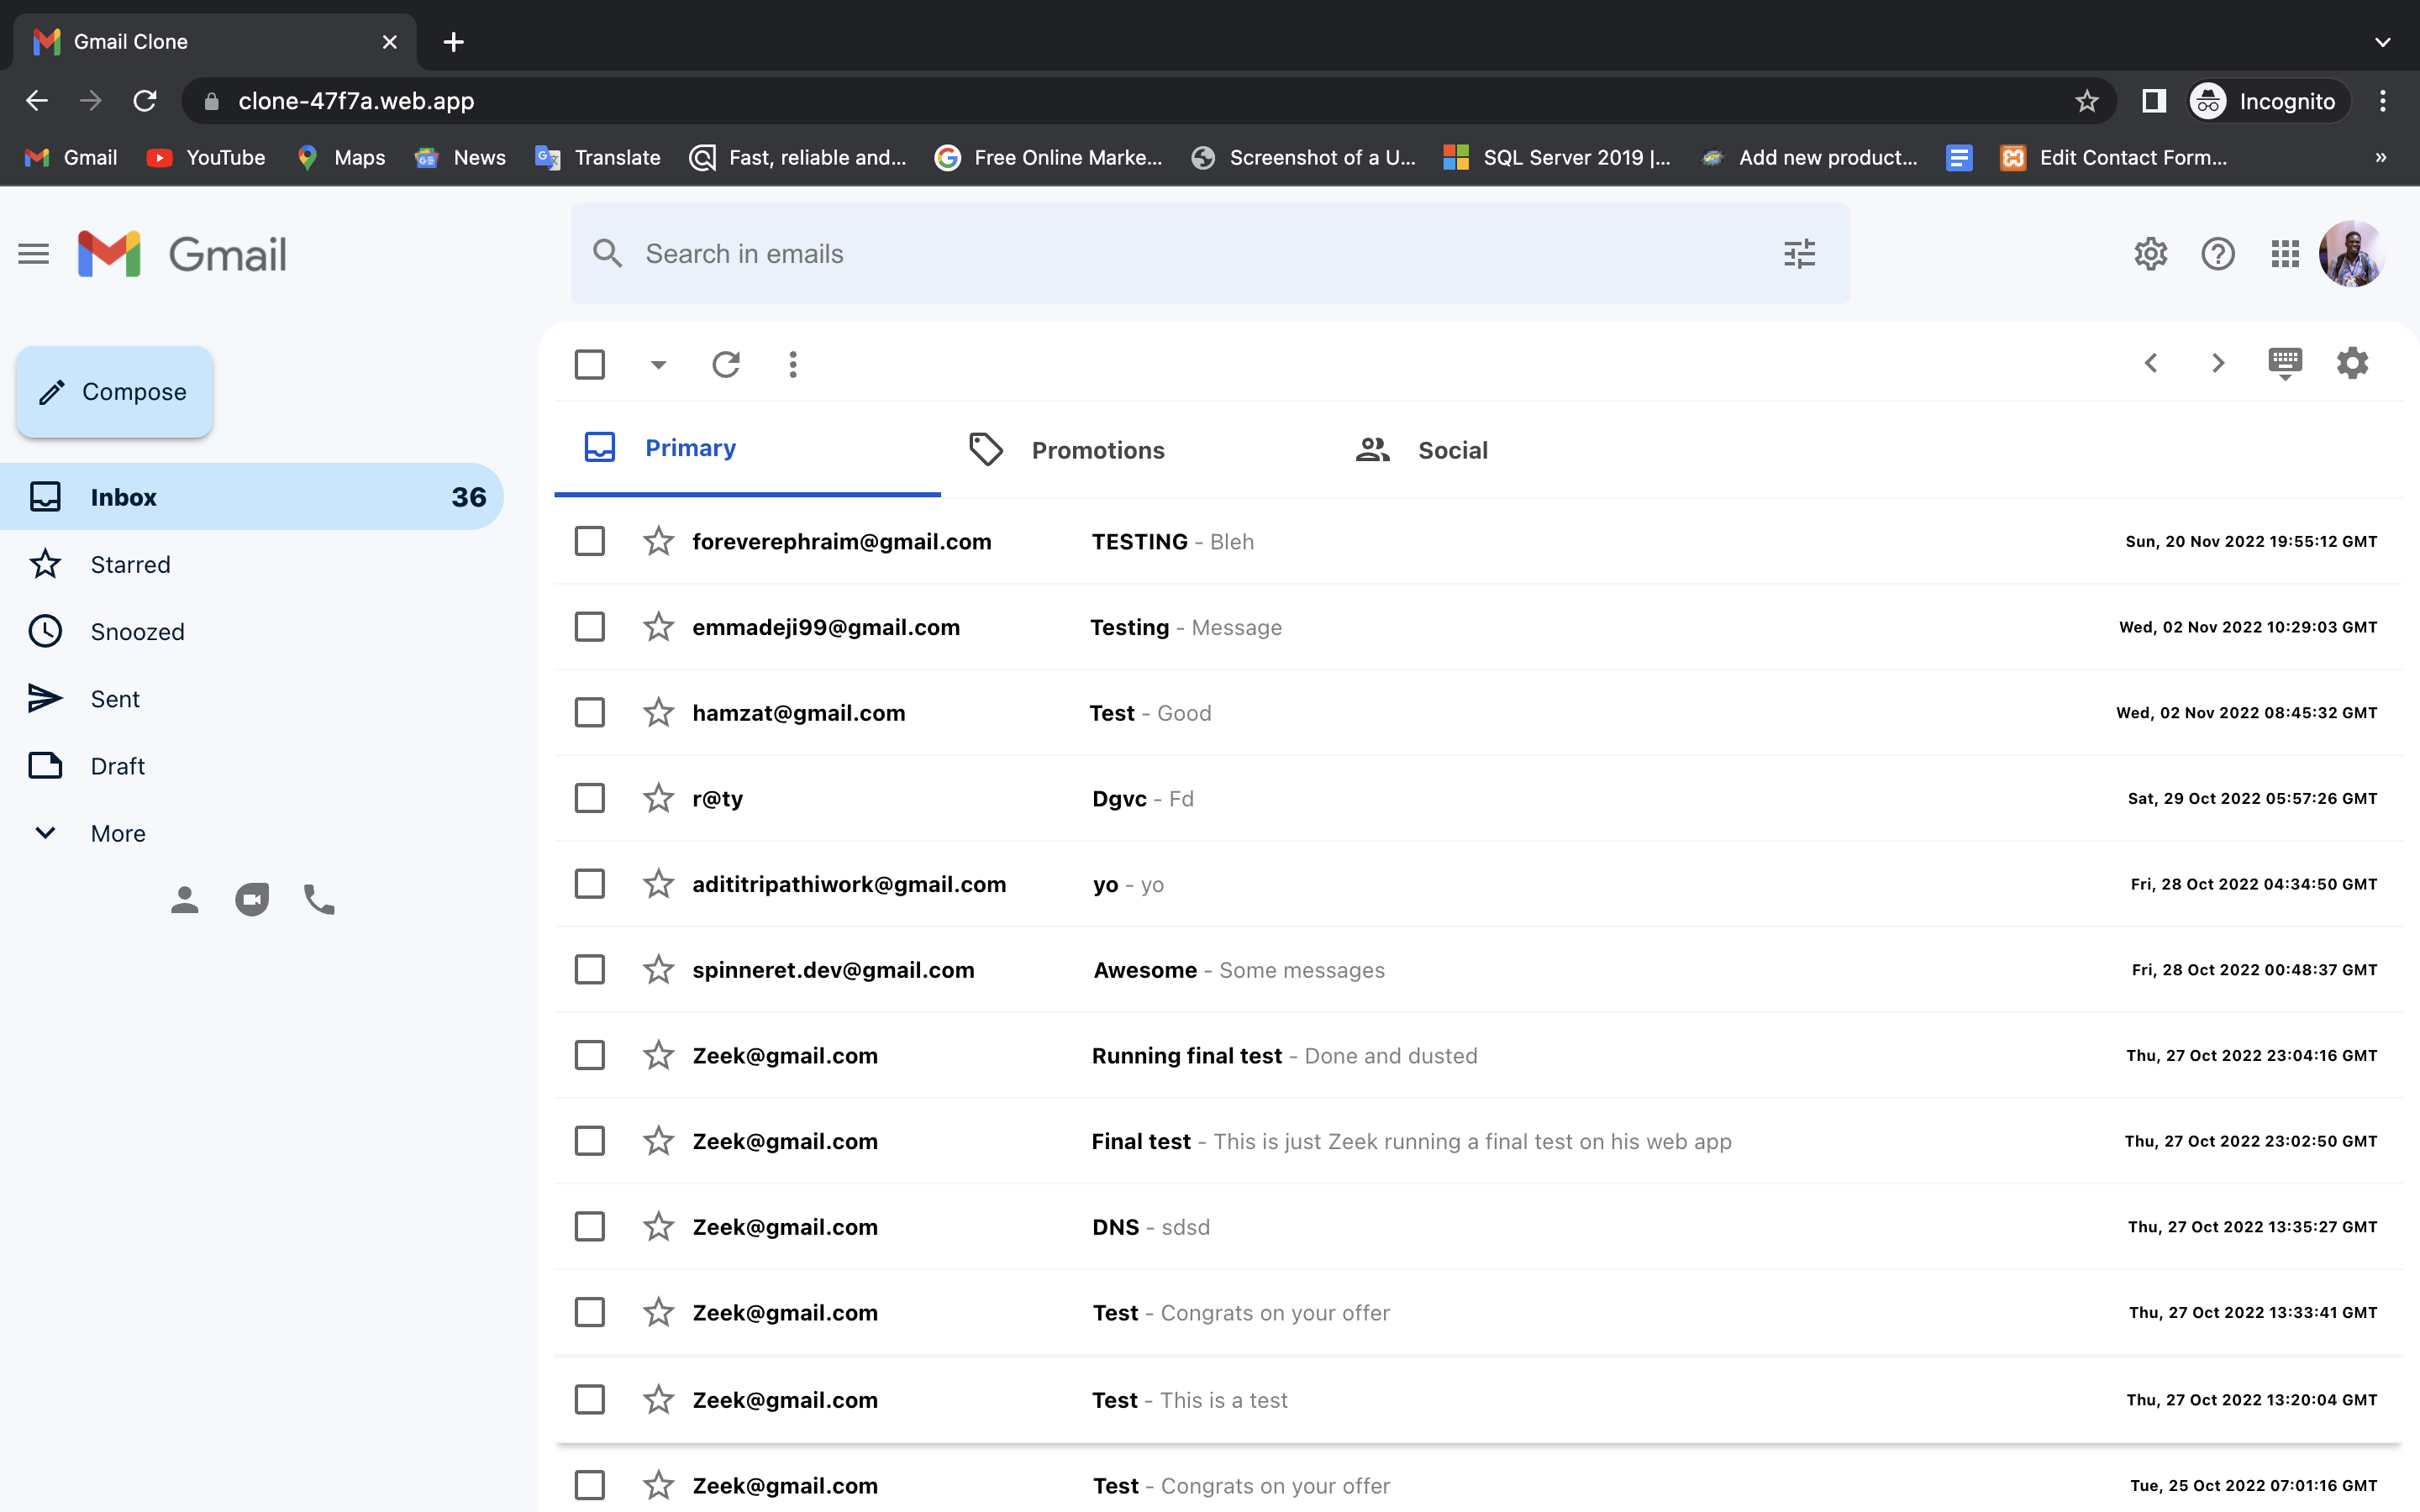 Gmail Clone
clone-47f7a.web.app
Incognito
Gmail YouTube Maps News Translate Fast, reliable and... Free Online Marke... Screenshot of a U... SQL Server 2019 |... Add new product... Edit Contact Form... »
Gmail
Search in emails
Compose
Inbox 36
Starred
Snoozed
Sent
Draft
More
Primary Promotions Social
foreverephraim@gmail.com TESTING - Bleh Sun, 20 Nov 2022 19:55:12 GMT
emmadeji99@gmail.com Testing - Message Wed, 02 Nov 2022 10:29:03 GMT
hamzat@gmail.com Test - Good Wed, 02 Nov 2022 08:45:32 GMT
r@ty Dgvc - Fd Sat, 29 Oct 2022 05:57:26 GMT
adititripathiwork@gmail.com yo - yo Fri, 28 Oct 2022 04:34:50 GMT
spinneret.dev@gmail.com Awesome - Some messages Fri, 28 Oct 2022 00:48:37 GMT
Zeek@gmail.com Running final test - Done and dusted Thu, 27 Oct 2022 23:04:16 GMT
Zeek@gmail.com Final test - This is just Zeek running a final test on his web app Thu, 27 Oct 2022 23:02:50 GMT
Zeek@gmail.com DNS - sdsd Thu, 27 Oct 2022 13:35:27 GMT
Zeek@gmail.com Test - Congrats on your offer Thu, 27 Oct 2022 13:33:41 GMT
Zeek@gmail.com Test - This is a test Thu, 27 Oct 2022 13:20:04 GMT
Zeek@gmail.com Test - Congrats on your offer Tue, 25 Oct 2022 07:01:16 GMT